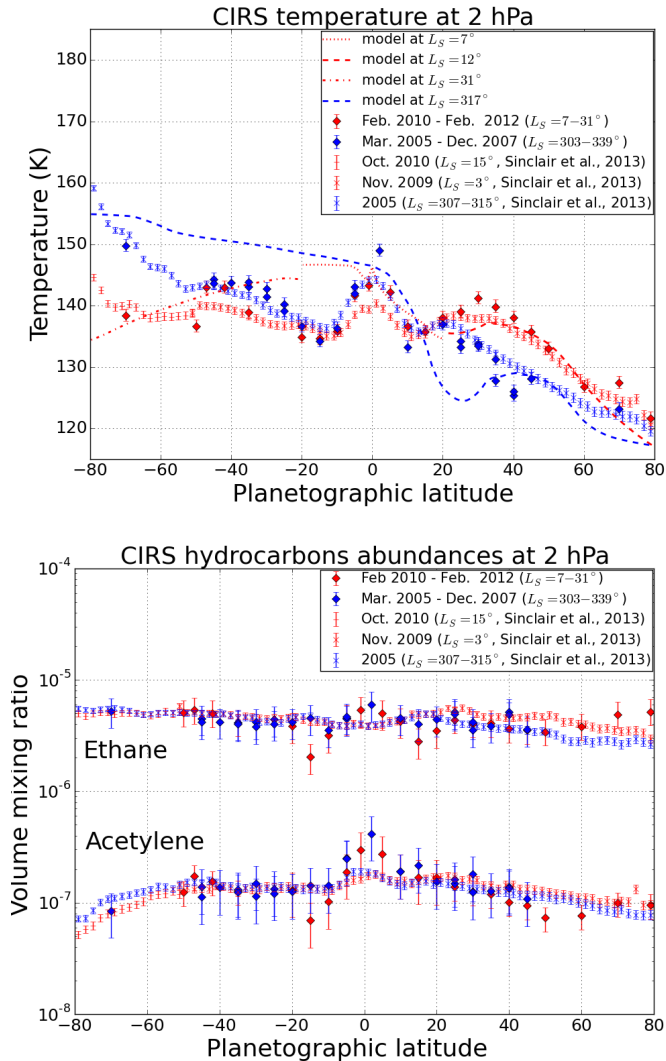 CIRS temperature at 2 hPa
185
180
170
160
150
140
130
120
Temperature (K)
model at L_S =7°
model at L_S =12°
model at L_S =31°
model at L_S =317°
Feb. 2010 - Feb. 2012 (L_S =7−31°)
Mar. 2005 - Dec. 2007 (L_S =303−339°)
Oct. 2010 (L_S =15°, Sinclair et al., 2013)
Nov. 2009 (L_S =3°, Sinclair et al., 2013)
2005 (L_S =307−315°, Sinclair et al., 2013)
−80 −60 −40 −20 0 20 40 60 80
Planetographic latitude
CIRS hydrocarbons abundances at 2 hPa
10^-4
10^-5
10^-6
10^-7
10^-8
Volume mixing ratio
Feb 2010 - Feb. 2012 (L_S =7−31°)
Mar. 2005 - Dec. 2007 (L_S =303−339°)
Oct. 2010 (L_S =15°, Sinclair et al., 2013)
Nov. 2009 (L_S =3°, Sinclair et al., 2013)
2005 (L_S =307−315°, Sinclair et al., 2013)
Ethane
Acetylene
−80 −60 −40 −20 0 20 40 60 80
Planetographic latitude